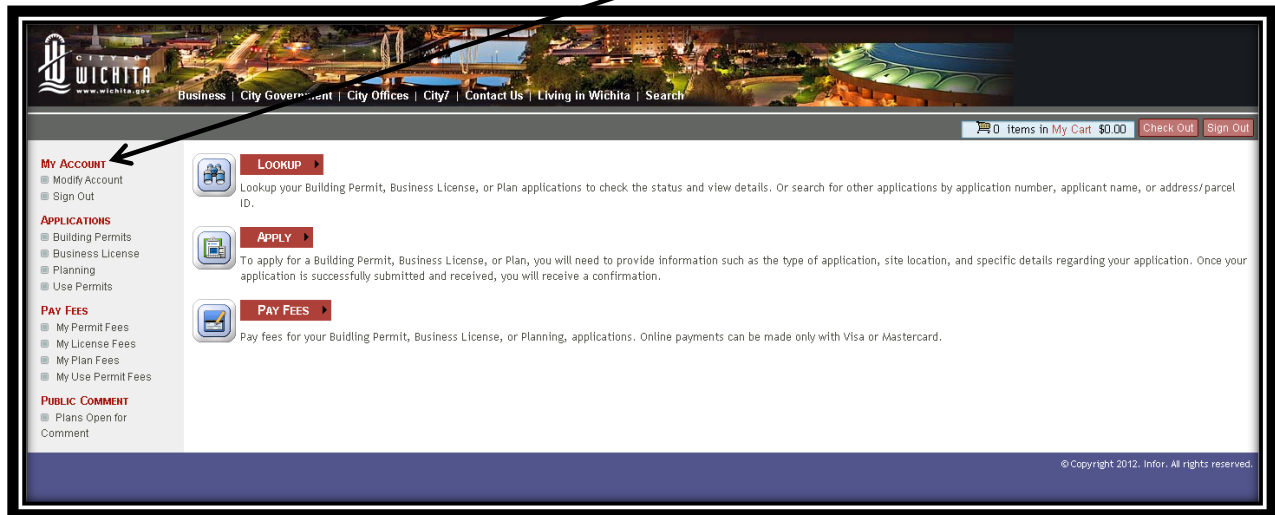 CITY OF
WICHITA
www.wichita.gov
Business | City Government | City Offices | City7 | Contact Us | Living in Wichita | Search
0 items in My Cart $0.00 Check Out Sign Out
MY ACCOUNT
Modify Account
Sign Out
APPLICATIONS
Building Permits
Business License
Planning
Use Permits
PAY FEES
My Permit Fees
My License Fees
My Plan Fees
My Use Permit Fees
PUBLIC COMMENT
Plans Open for
Comment
LOOKUP
Lookup your Building Permit, Business License, or Plan applications to check the status and view details. Or search for other applications by application number, applicant name, or address/parcel
ID.
APPLY
To apply for a Building Permit, Business License, or Plan, you will need to provide information such as the type of application, site location, and specific details regarding your application. Once your
application is successfully submitted and received, you will receive a confirmation.
PAY FEES
Pay fees for your Buidling Permit, Business License, or Planning, applications. Online payments can be made only with Visa or Mastercard.
© Copyright 2012. Infor. All rights reserved.